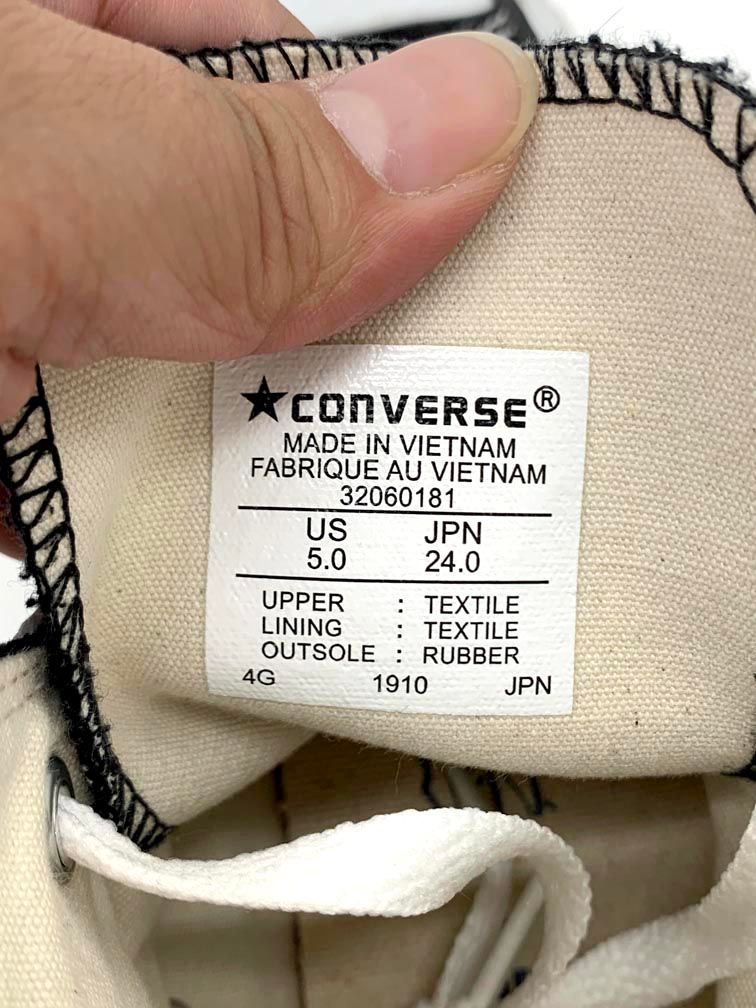 ★CONVERSE®
MADE IN VIETNAM
FABRIQUE AU VIETNAM
32060181
US JPN
5.0 24.0
UPPER : TEXTILE
LINING : TEXTILE
OUTSOLE : RUBBER
4G 1910 JPN